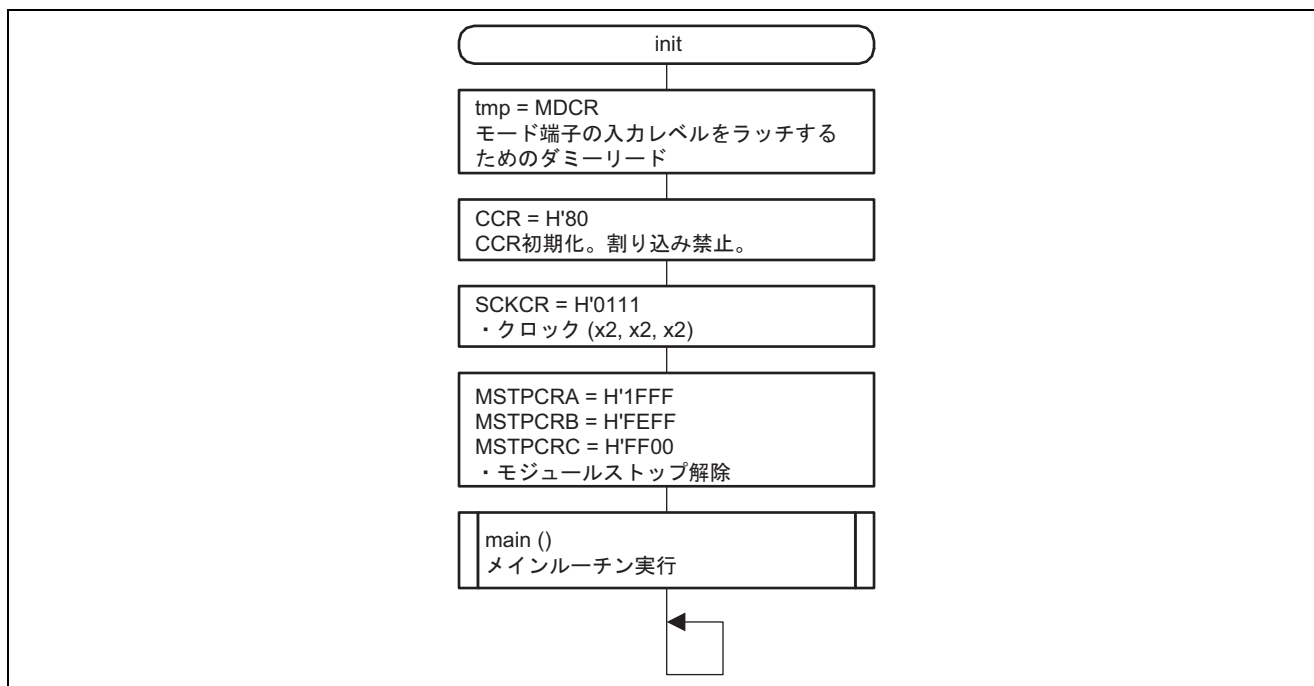 init
tmp = MDCR
モード端子の入力レベルをラッチする
ためのダミーリード
CCR = H'80
CCR初期化。割り込み禁止。
SCKCR = H'0111
・クロック (x2, x2, x2)
MSTPCRA = H'1FFF
MSTPCRB = H'FEFF
MSTPCRC = H'FF00
・モジュールストップ解除
main ()
メインルーチン実行